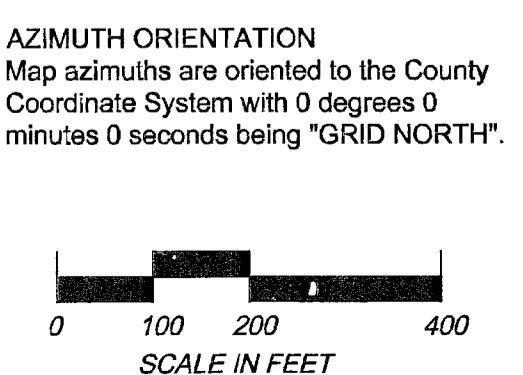 AZIMUTH ORIENTATION
Map azimuths are oriented to the County
Coordinate System with 0 degrees 0
minutes 0 seconds being "GRID NORTH".
0 100 200 400
SCALE IN FEET